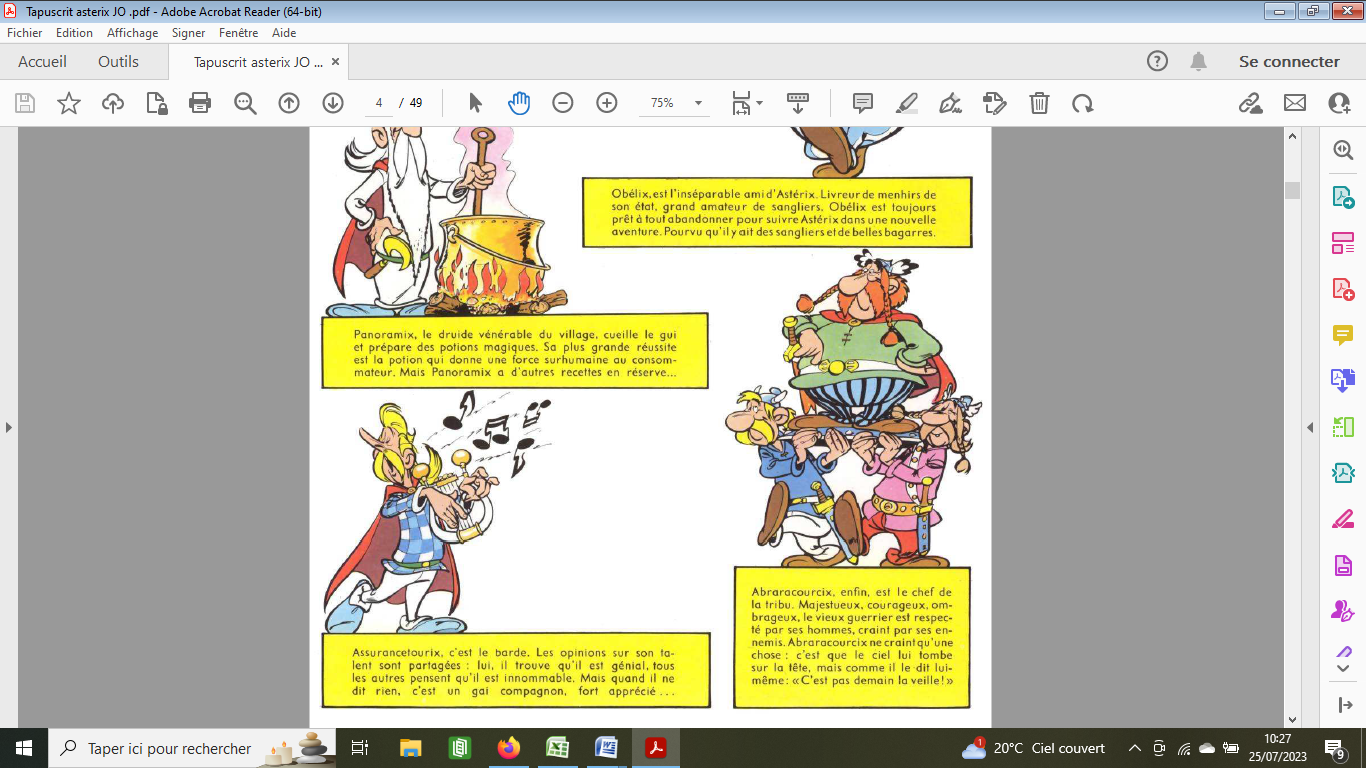 Tapuscrit asterix JO .pdf - Adobe Acrobat Reader (64-bit)
Fichier Edition Affichage Signer Fenêtre Aide
Accueil Outils Tapuscrit asterix JO ... × Se connecter
4 / 49 75%
Obélix, est l'inséparable ami d'Astérix. Livreur de menhirs de
son état, grand amateur de sangliers. Obélix est toujours
prêt à tout abandonner pour suivre Astérix dans une nouvelle
aventure. Pourvu qu'il y ait des sangliers et de belles bagarres.
Panoramix, le druide vénérable du village, cueille le gui
et prépare des potions magiques. Sa plus grande réussite
est la potion qui donne une force surhumaine au consom-
mateur. Mais Panoramix a d'autres recettes en réserve...
Assurancetourix, c'est le barde. Les opinions sur son ta-
lent sont partagées : lui, il trouve qu'il est génial, tous
les autres pensent qu'il est innommable. Mais quand il ne
dit rien, c'est un gai compagnon, fort apprécié...
Abraracourcix, enfin, est le chef de
la tribu. Majestueux, courageux, om-
brageux, le vieux guerrier est respec-
té par ses hommes, craint par ses en-
nemis. Abraracourcix ne craint qu'une
chose : c'est que le ciel lui tombe
sur la tête, mais comme il le dit lui-
même : «C'est pas demain la veille!»
Taper ici pour rechercher
1 20°C Ciel couvert
10:27
25/07/2023
9